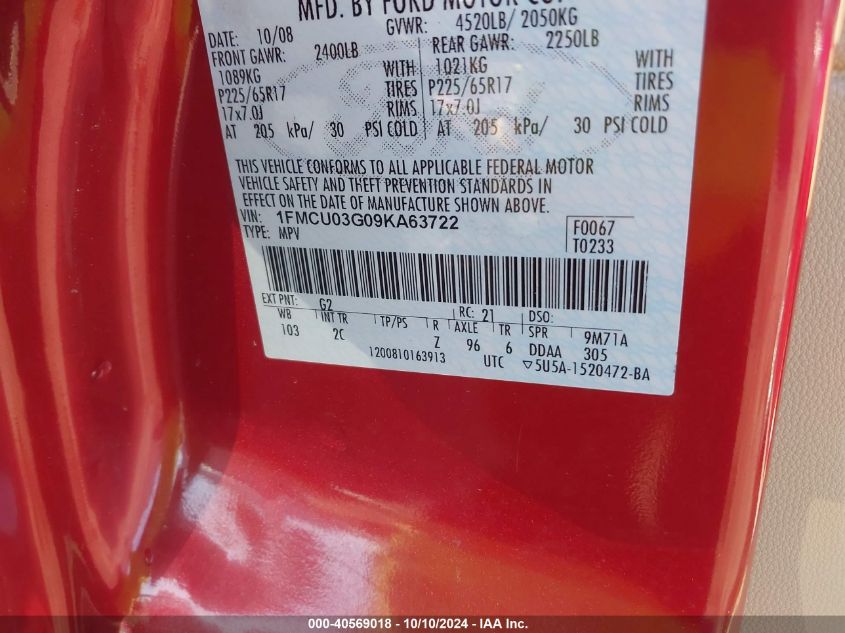 MFD. BY FORD MOTOR CO.
DATE: 10/08 GVWR: 4520LB/ 2050KG
FRONT GAWR: 2400LB REAR GAWR: 2250LB
1089KG WITH 1021KG WITH
P225/65R17 TIRES P225/65R17 TIRES
17x7.0J RIMS 17x7.0J RIMS
AT 205 kPa/ 30 PSI COLD AT 205 kPa/ 30 PSI COLD
THIS VEHICLE CONFORMS TO ALL APPLICABLE FEDERAL MOTOR
VEHICLE SAFETY AND THEFT PREVENTION STANDARDS IN
EFFECT ON THE DATE OF MANUFACTURE SHOWN ABOVE.
VIN: 1FMCU03G09KA63722 F0067
TYPE: MPV T0233
EXT PNT: G2 RC: 21 DSO:
WB INT TR TP/PS R AXLE TR SPR 9M71A
103 2C Z 96 6 DDAA 305
1200810163913 UTC ▽5U5A-1520472-BA
000-40569018 - 10/10/2024 - IAA Inc.